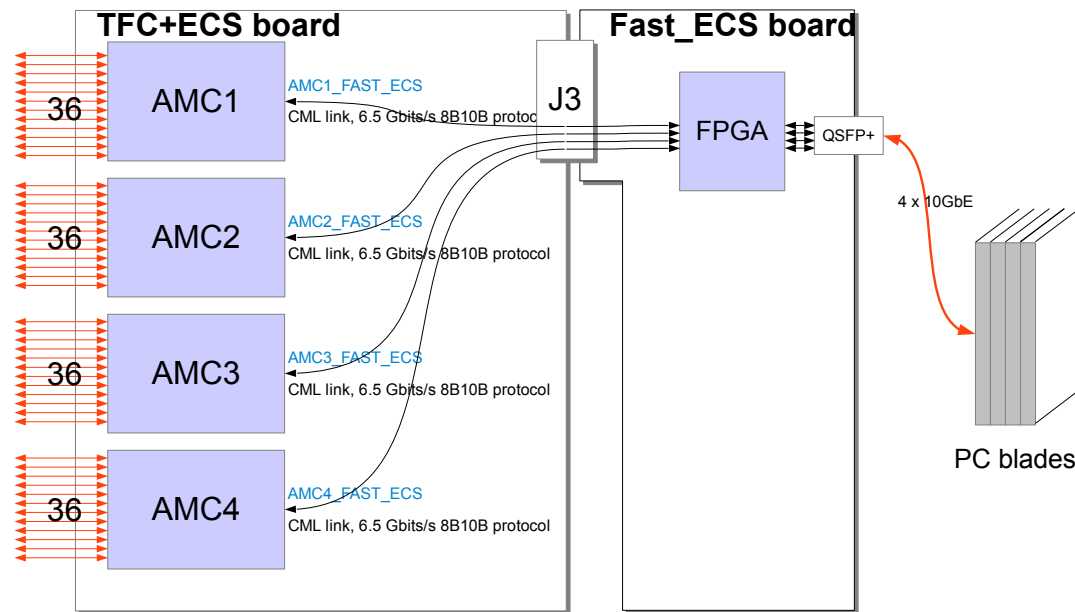 TFC+ECS board
Fast_ECS board
AMC1
36
AMC1_FAST_ECS
CML link, 6.5 Gbits/s 8B10B protoc
J3
FPGA
QSFP+
AMC2
36
AMC2_FAST_ECS
CML link, 6.5 Gbits/s 8B10B protocol
4 x 10GbE
AMC3
36
AMC3_FAST_ECS
CML link, 6.5 Gbits/s 8B10B protocol
PC blades
AMC4
36
AMC4_FAST_ECS
CML link, 6.5 Gbits/s 8B10B protocol